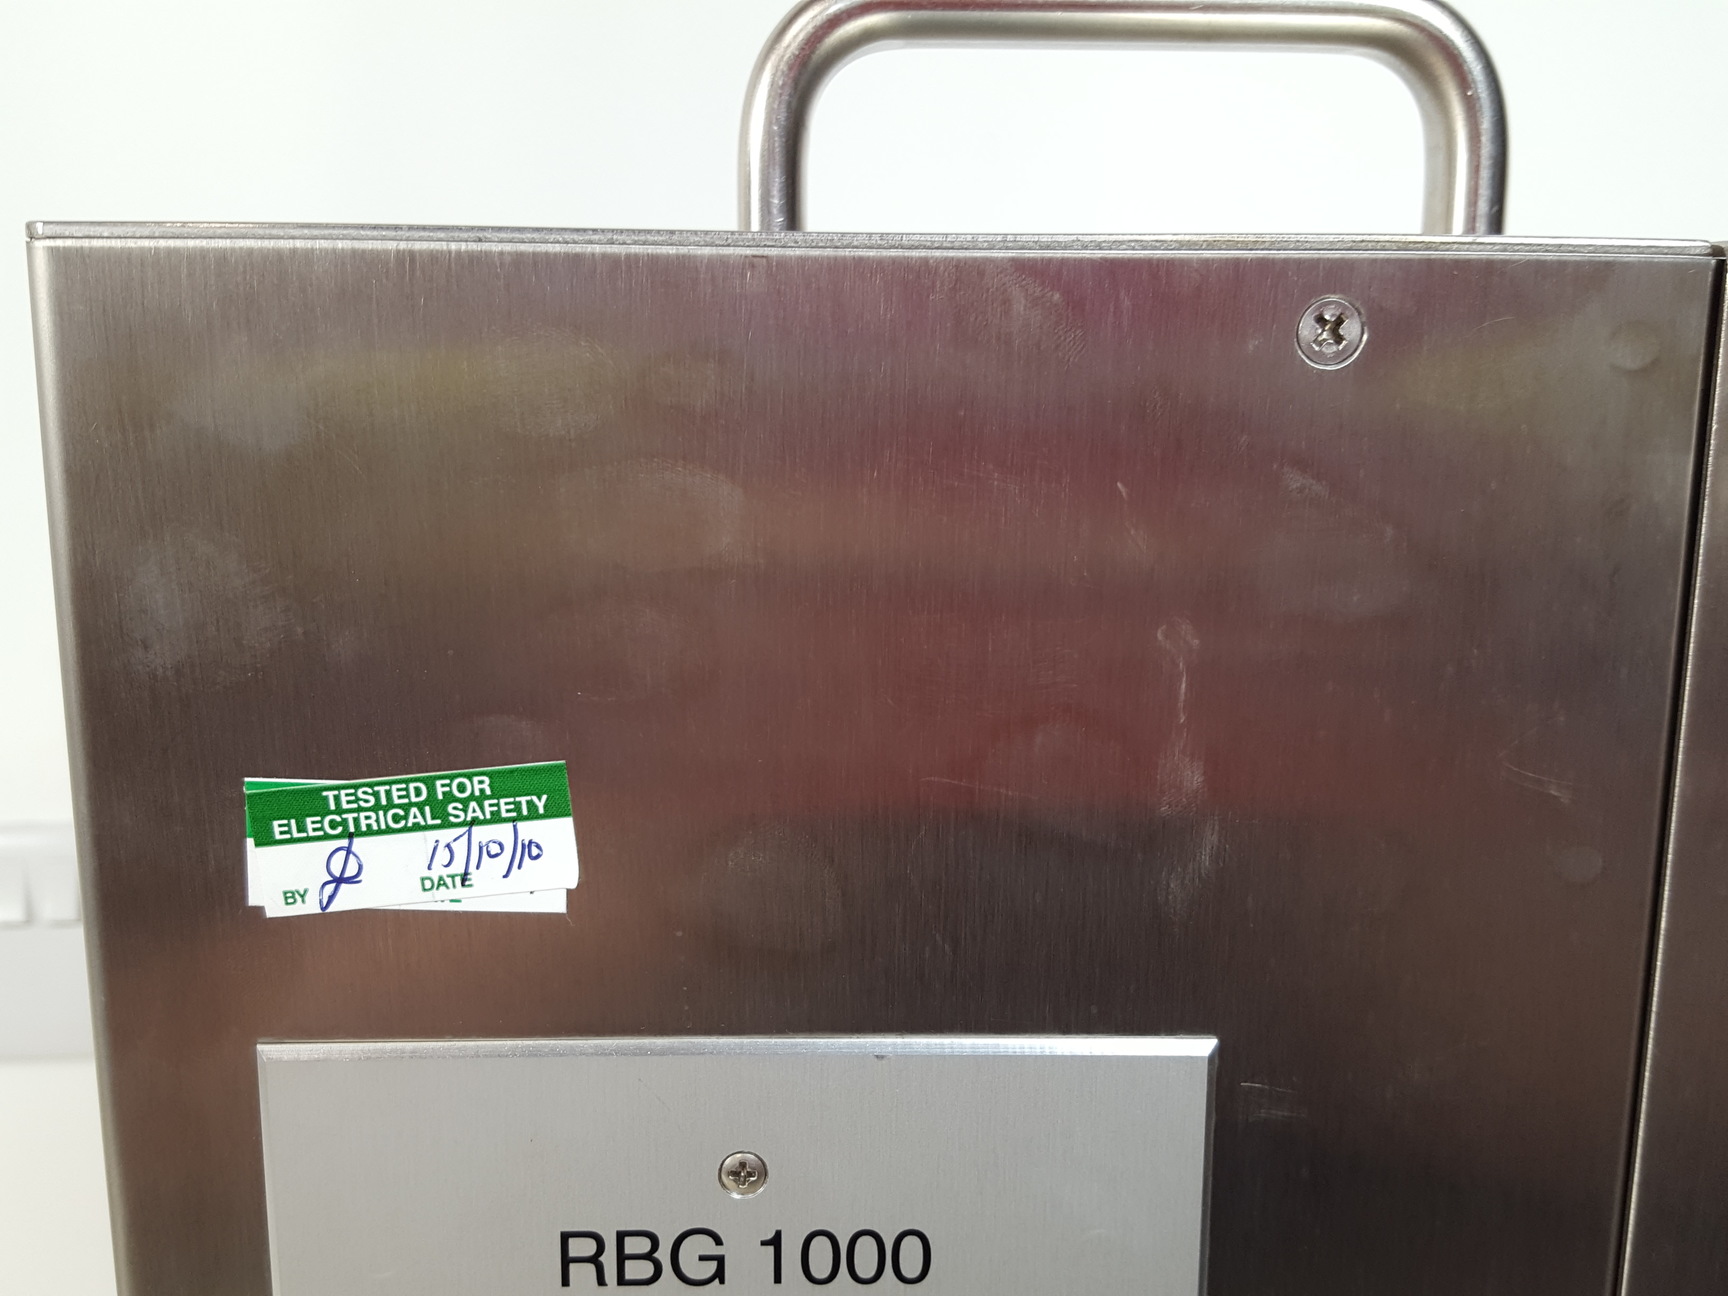 TESTED FOR
ELECTRICAL SAFETY
15/10/10
BY DATE
RBG 1000